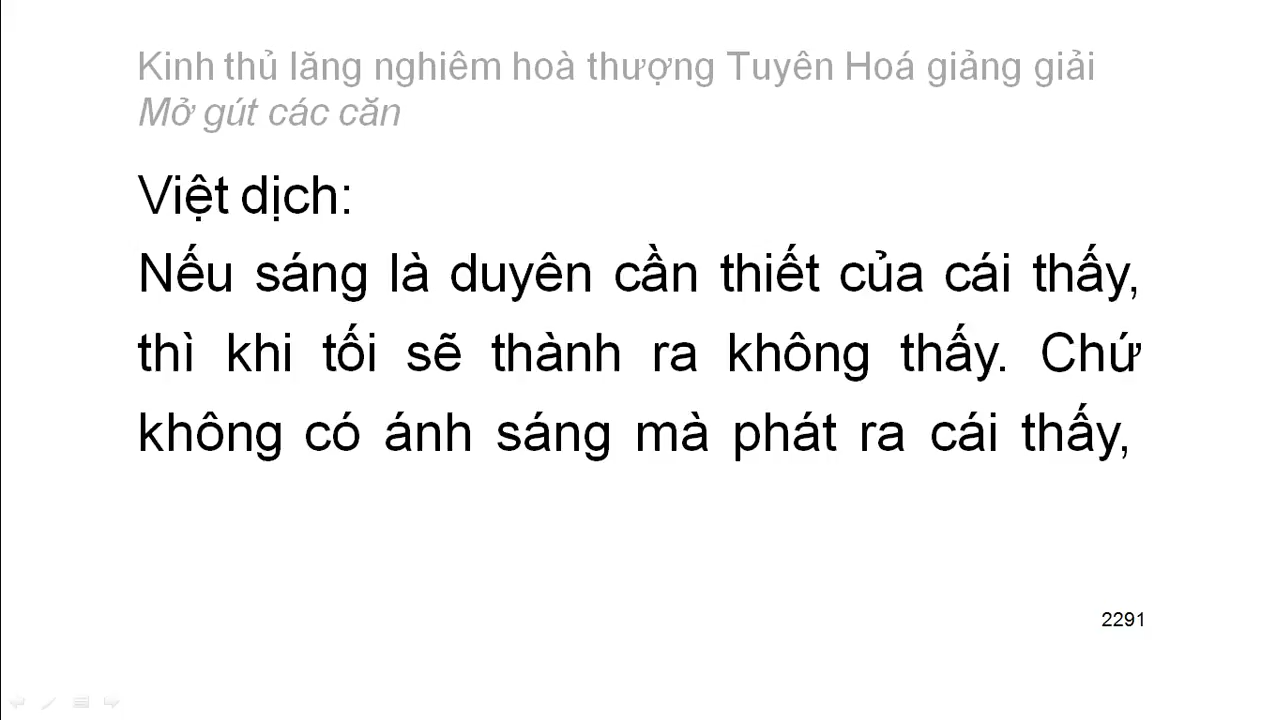 Kinh thủ lăng nghiêm hoà thượng Tuyên Hoá giảng giải
Mở gút các căn
Việt dịch:
Nếu sáng là duyên cần thiết của cái thấy,
thì khi tối sẽ thành ra không thấy. Chứ
không có ánh sáng mà phát ra cái thấy,
2291